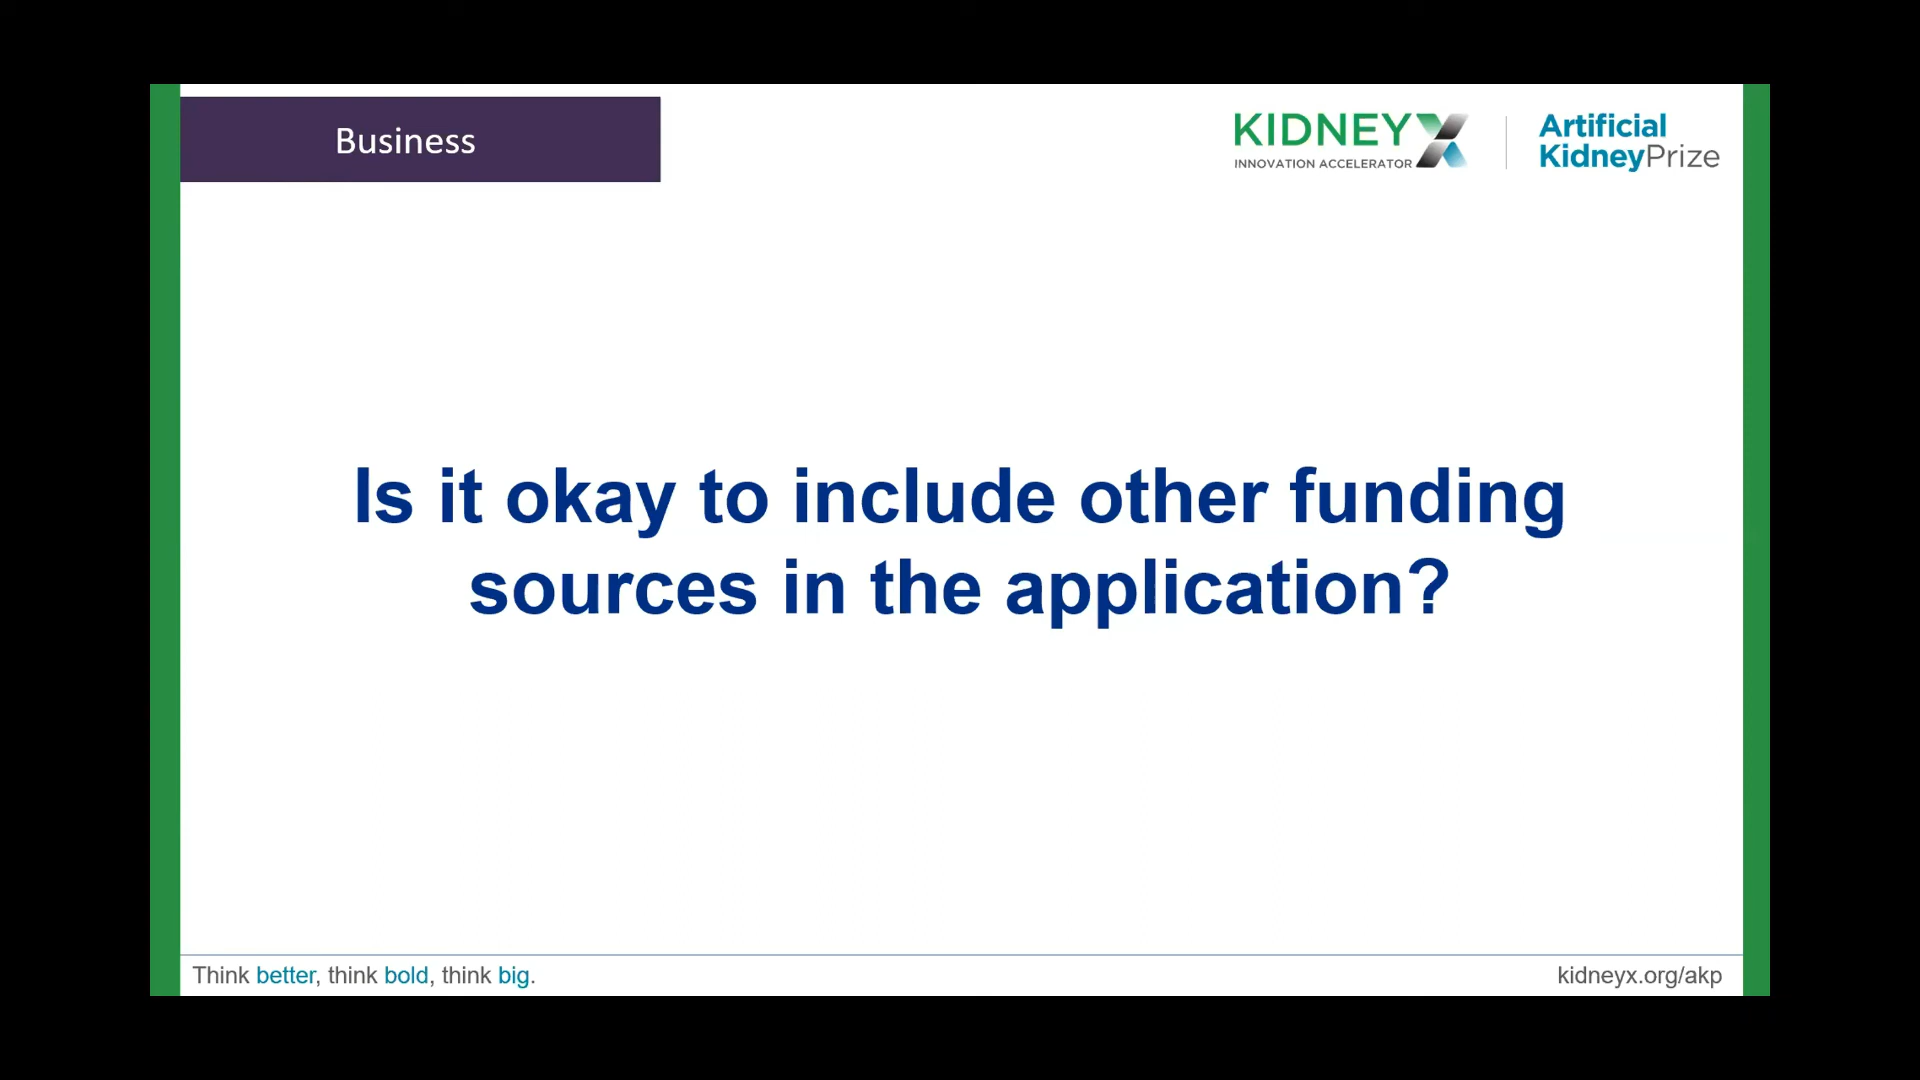 Business
KIDNEYX
INNOVATION ACCELERATOR
Artificial
KidneyPrize
Is it okay to include other funding
sources in the application?
Think better, think bold, think big.
kidneyx.org/akp